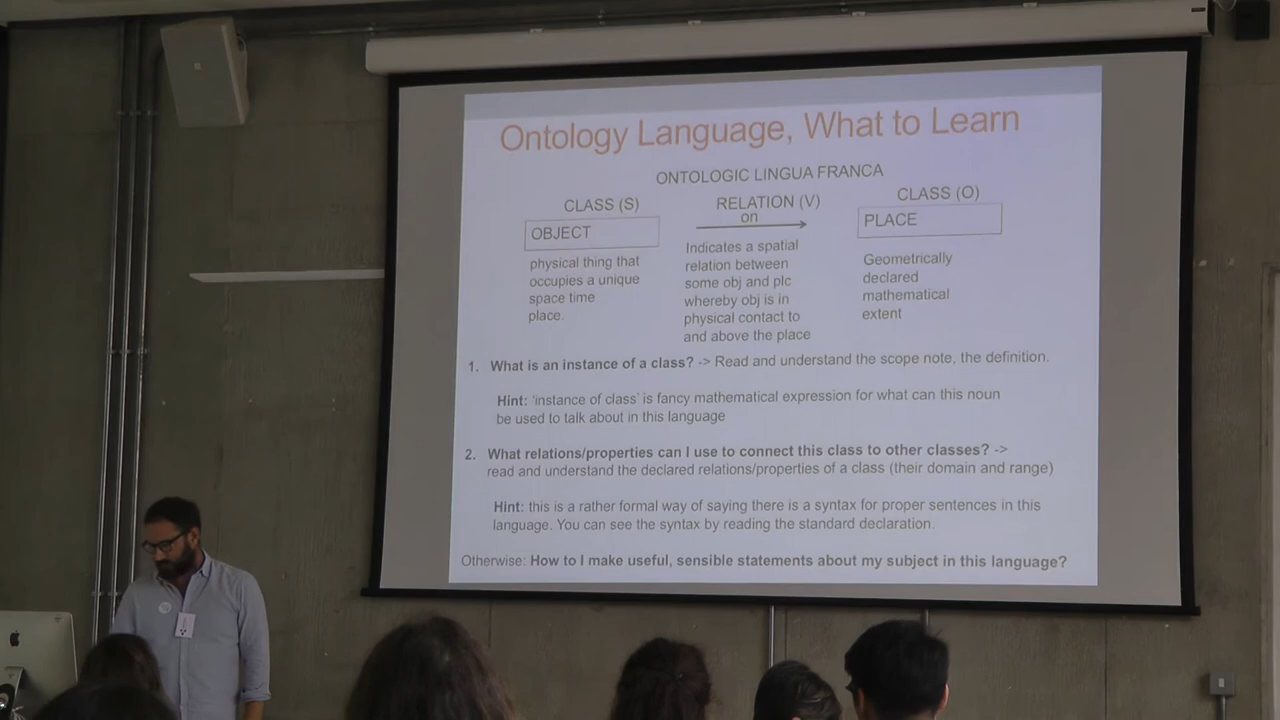 Ontology Language, What to Learn
ONTOLOGIC LINGUA FRANCA
CLASS (S)
RELATION (V)
CLASS (O)
OBJECT
on
PLACE
physical thing that
occupies a unique
space time
place.
Indicates a spatial
relation between
some obj and plc
whereby obj is in
physical contact to
and above the place
Geometrically
declared
mathematical
extent
1. What is an instance of a class? -> Read and understand the scope note, the definition.
Hint: 'instance of class' is fancy mathematical expression for what can this noun
be used to talk about in this language
2. What relations/properties can I use to connect this class to other classes? ->
read and understand the declared relations/properties of a class (their domain and range)
Hint: this is a rather formal way of saying there is a syntax for proper sentences in this
language. You can see the syntax by reading the standard declaration.
Otherwise: How to I make useful, sensible statements about my subject in this language?